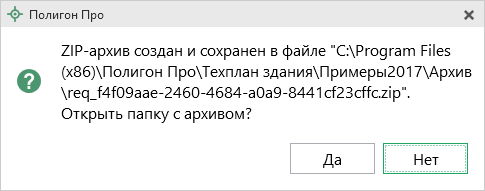 Полигон Про
ZIP-архив создан и сохранен в файле "C:\Program Files
(x86)\Полигон Про\Техплан здания\Примеры2017\Архив
\req_f4f09aae-2460-4684-a0a9-8441cf23cffc.zip".
Открыть папку с архивом?
Да
Нет